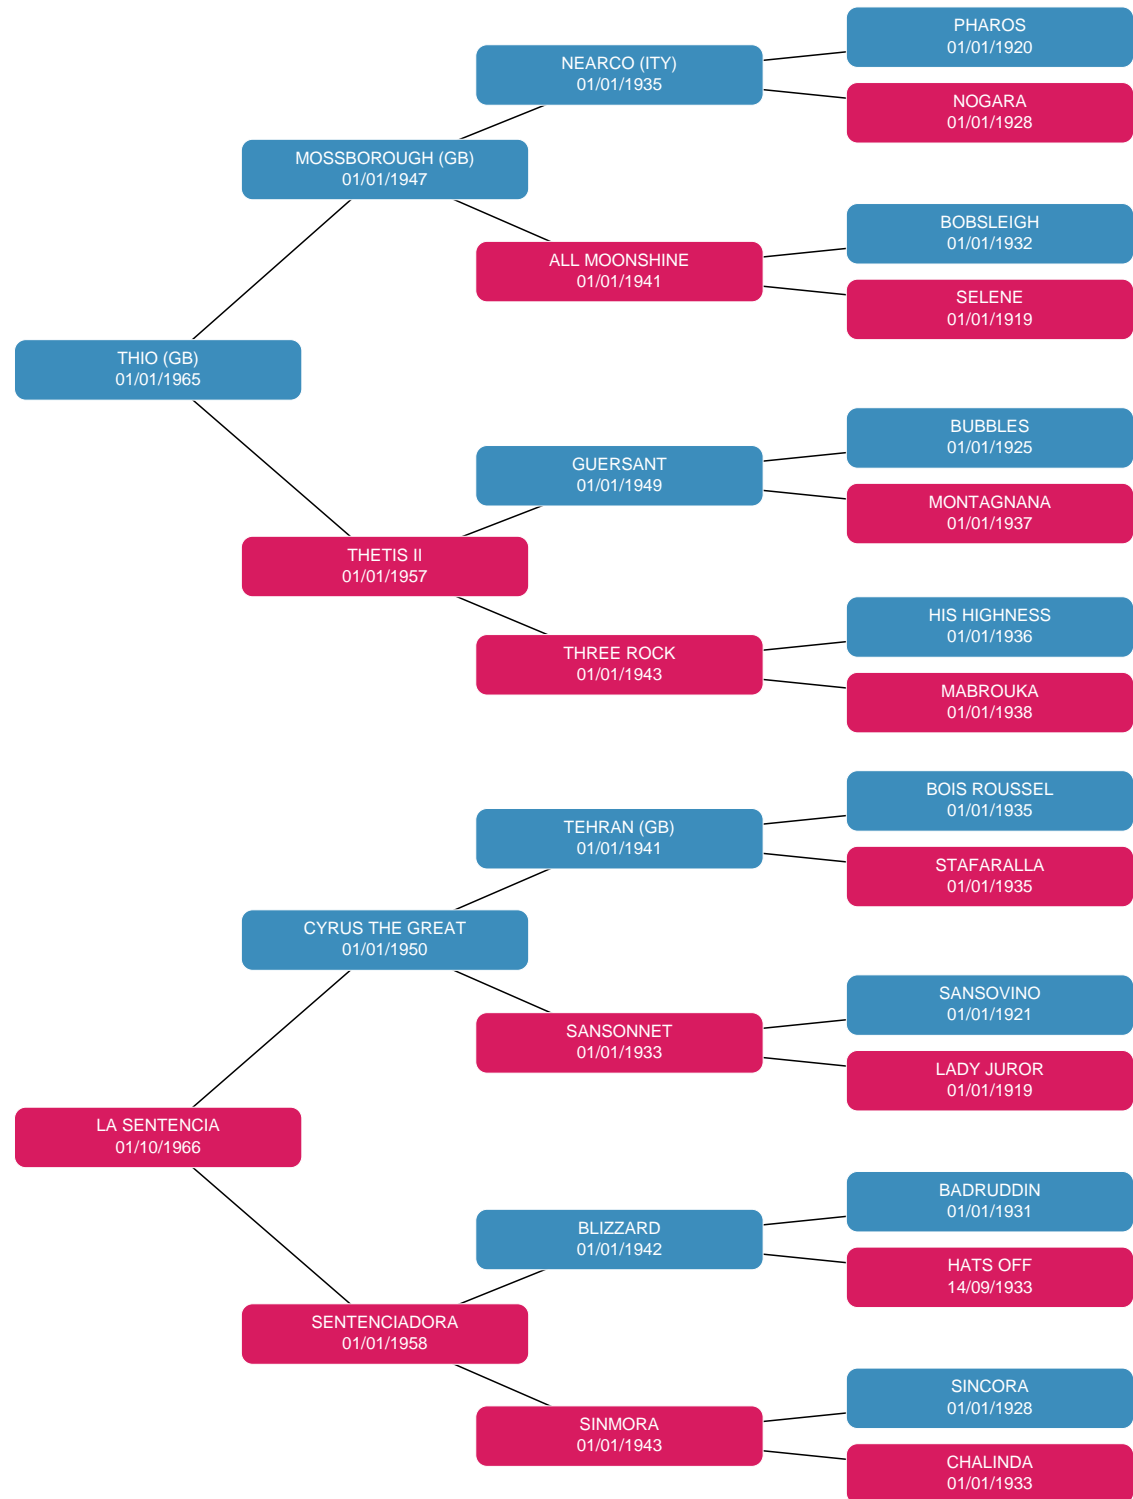 PHAROS
01/01/1920
NEARCO (ITY)
01/01/1935
NOGARA
01/01/1928
MOSSBOROUGH (GB)
01/01/1947
BOBSLEIGH
01/01/1932
ALL MOONSHINE
01/01/1941
SELENE
01/01/1919
THIO (GB)
01/01/1965
BUBBLES
01/01/1925
GUERSANT
01/01/1949
MONTAGNANA
01/01/1937
THETIS II
01/01/1957
HIS HIGHNESS
01/01/1936
THREE ROCK
01/01/1943
MABROUKA
01/01/1938
BOIS ROUSSEL
01/01/1935
TEHRAN (GB)
01/01/1941
STAFARALLA
01/01/1935
CYRUS THE GREAT
01/01/1950
SANSOVINO
01/01/1921
SANSONNET
01/01/1933
LADY JUROR
01/01/1919
LA SENTENCIA
01/10/1966
BADRUDDIN
01/01/1931
BLIZZARD
01/01/1942
HATS OFF
14/09/1933
SENTENCIADORA
01/01/1958
SINCORA
01/01/1928
SINMORA
01/01/1943
CHALINDA
01/01/1933